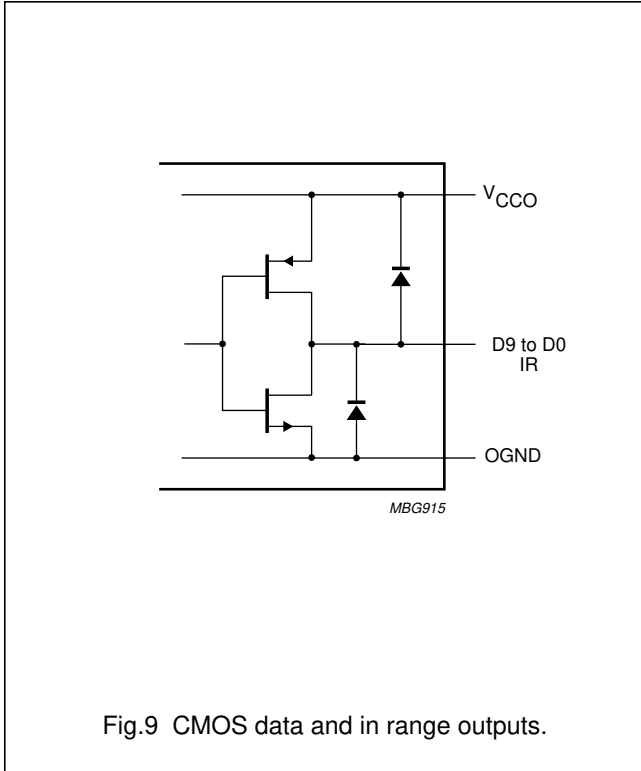 VCCO
D9 to D0
IR
OGND
MBG915
Fig.9 CMOS data and in range outputs.